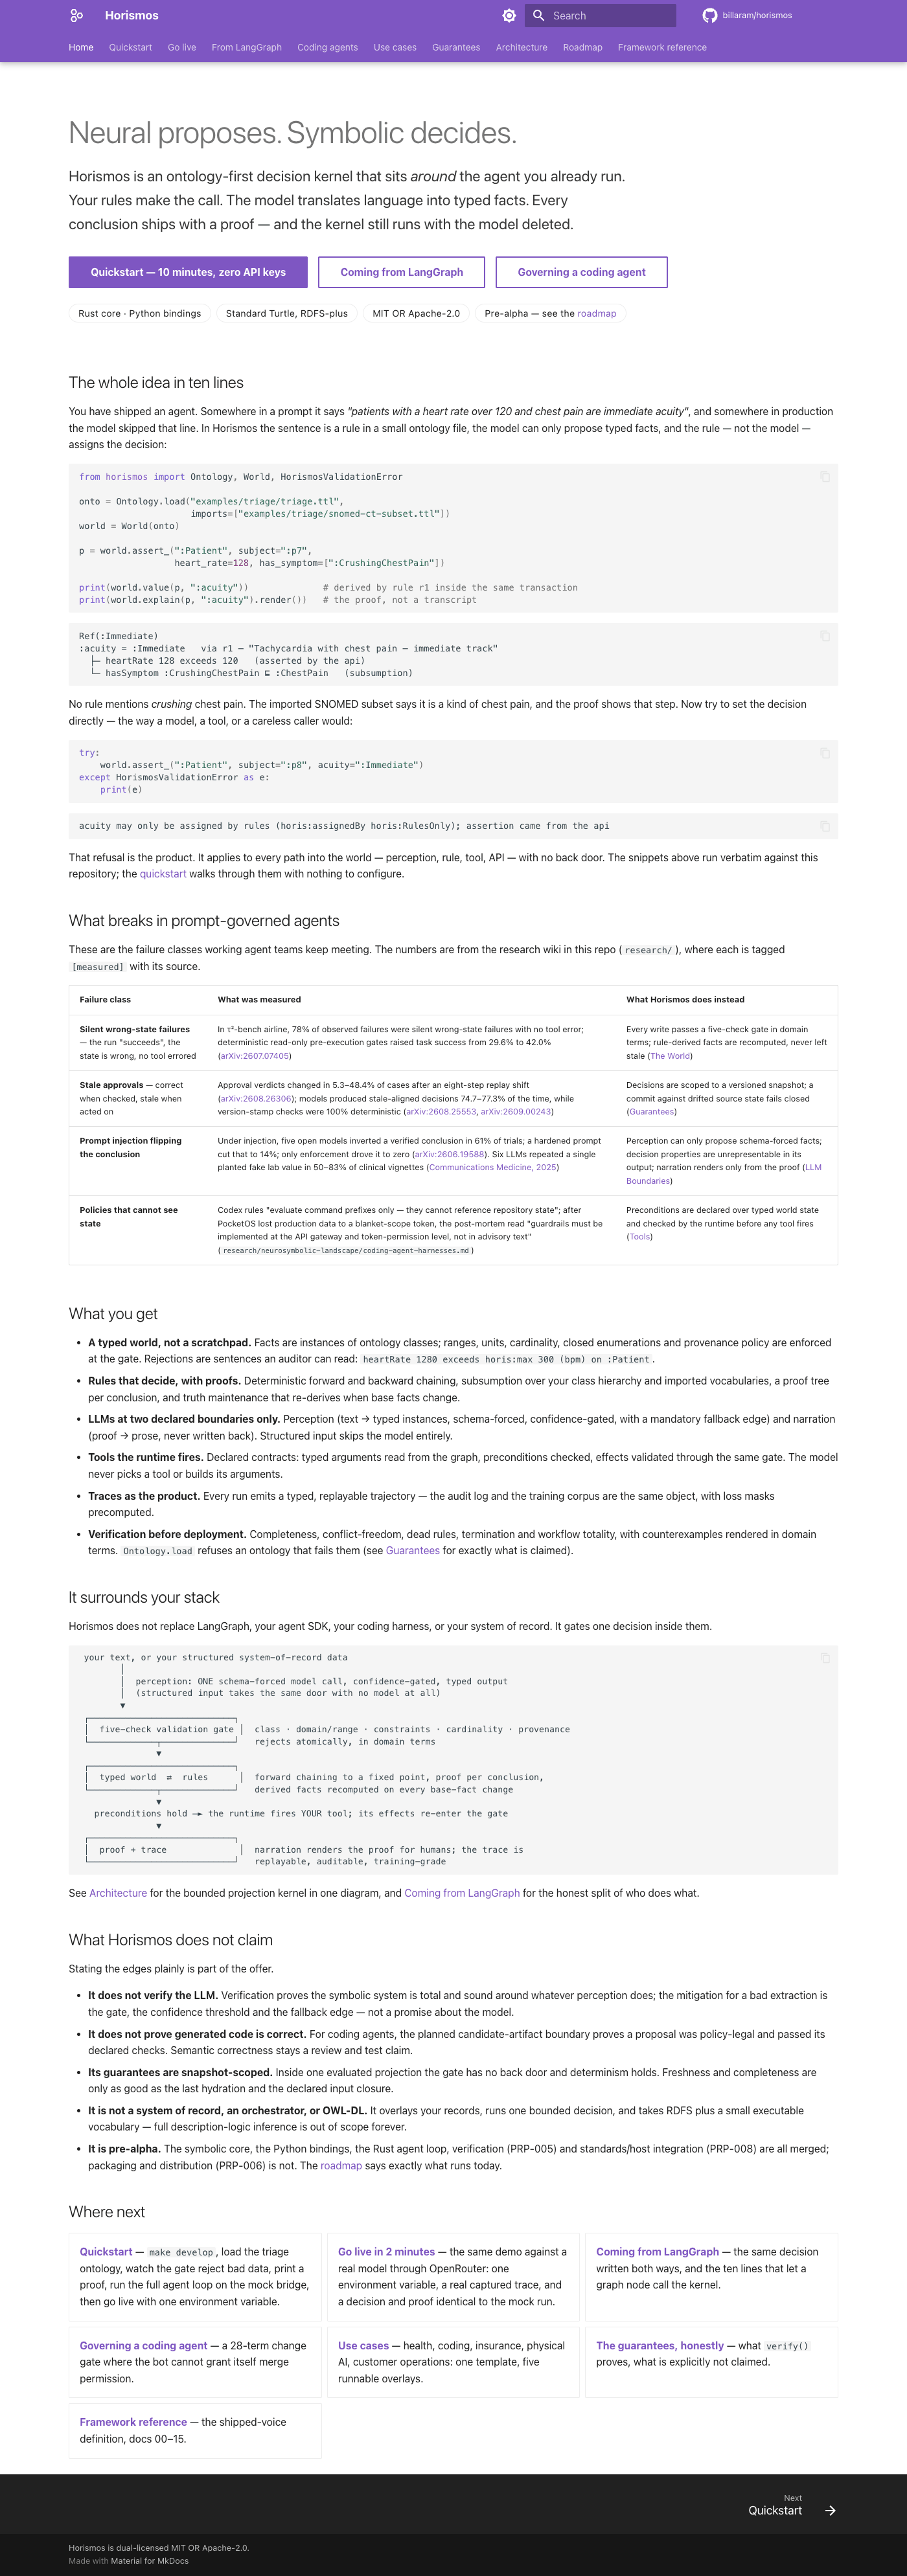 Horismos
Search
billaram/horismos
Home Quickstart Go live From LangGraph Coding agents Use cases Guarantees Architecture Roadmap Framework reference
Neural proposes. Symbolic decides.
Horismos is an ontology-first decision kernel that sits around the agent you already run.
Your rules make the call. The model translates language into typed facts. Every
conclusion ships with a proof — and the kernel still runs with the model deleted.
Quickstart — 10 minutes, zero API keys
Coming from LangGraph
Governing a coding agent
Rust core · Python bindings
Standard Turtle, RDFS-plus
MIT OR Apache-2.0
Pre-alpha — see the roadmap
The whole idea in ten lines
You have shipped an agent. Somewhere in a prompt it says "patients with a heart rate over 120 and chest pain are immediate acuity", and somewhere in production
the model skipped that line. In Horismos the sentence is a rule in a small ontology file, the model can only propose typed facts, and the rule — not the model —
assigns the decision:
from horismos import Ontology, World, HorismosValidationError
onto = Ontology.load("examples/triage/triage.ttl",
imports=["examples/triage/snomed-ct-subset.ttl"])
world = World(onto)
p = world.assert_(":Patient", subject=":p7",
heart_rate=128, has_symptom=[":CrushingChestPain"])
print(world.value(p, ":acuity")) # derived by rule r1 inside the same transaction
print(world.explain(p, ":acuity").render()) # the proof, not a transcript
Ref(:Immediate)
:acuity = :Immediate via r1 — "Tachycardia with chest pain — immediate track"
├─ heartRate 128 exceeds 120 (asserted by the api)
└─ hasSymptom :CrushingChestPain ⊑ :ChestPain (subsumption)
No rule mentions crushing chest pain. The imported SNOMED subset says it is a kind of chest pain, and the proof shows that step. Now try to set the decision
directly — the way a model, a tool, or a careless caller would:
try:
world.assert_(":Patient", subject=":p8", acuity=":Immediate")
except HorismosValidationError as e:
print(e)
acuity may only be assigned by rules (horis:assignedBy horis:RulesOnly); assertion came from the api
That refusal is the product. It applies to every path into the world — perception, rule, tool, API — with no back door. The snippets above run verbatim against this
repository; the quickstart walks through them with nothing to configure.
What breaks in prompt-governed agents
These are the failure classes working agent teams keep meeting. The numbers are from the research wiki in this repo ( research/ ), where each is tagged
[measured] with its source.
Failure class What was measured What Horismos does instead
Silent wrong-state failures
— the run "succeeds", the
state is wrong, no tool errored
In τ²-bench airline, 78% of observed failures were silent wrong-state failures with no tool error;
deterministic read-only pre-execution gates raised task success from 29.6% to 42.0%
(arXiv:2607.07405)
Every write passes a five-check gate in domain
terms; rule-derived facts are recomputed, never left
stale (The World)
Stale approvals — correct
when checked, stale when
acted on
Approval verdicts changed in 5.3–48.4% of cases after an eight-step replay shift
(arXiv:2608.26306); models produced stale-aligned decisions 74.7–77.3% of the time, while
version-stamp checks were 100% deterministic (arXiv:2608.25553, arXiv:2609.00243)
Decisions are scoped to a versioned snapshot; a
commit against drifted source state fails closed
(Guarantees)
Prompt injection flipping
the conclusion
Under injection, five open models inverted a verified conclusion in 61% of trials; a hardened prompt
cut that to 14%; only enforcement drove it to zero (arXiv:2606.19588). Six LLMs repeated a single
planted fake lab value in 50–83% of clinical vignettes (Communications Medicine, 2025)
Perception can only propose schema-forced facts;
decision properties are unrepresentable in its
output; narration renders only from the proof (LLM
Boundaries)
Policies that cannot see
state
Codex rules "evaluate command prefixes only — they cannot reference repository state"; after
PocketOS lost production data to a blanket-scope token, the post-mortem read "guardrails must be
implemented at the API gateway and token-permission level, not in advisory text"
( research/neurosymbolic-landscape/coding-agent-harnesses.md )
Preconditions are declared over typed world state
and checked by the runtime before any tool fires
(Tools)
What you get
• A typed world, not a scratchpad. Facts are instances of ontology classes; ranges, units, cardinality, closed enumerations and provenance policy are enforced
at the gate. Rejections are sentences an auditor can read: heartRate 1280 exceeds horis:max 300 (bpm) on :Patient .
• Rules that decide, with proofs. Deterministic forward and backward chaining, subsumption over your class hierarchy and imported vocabularies, a proof tree
per conclusion, and truth maintenance that re-derives when base facts change.
• LLMs at two declared boundaries only. Perception (text → typed instances, schema-forced, confidence-gated, with a mandatory fallback edge) and narration
(proof → prose, never written back). Structured input skips the model entirely.
• Tools the runtime fires. Declared contracts: typed arguments read from the graph, preconditions checked, effects validated through the same gate. The model
never picks a tool or builds its arguments.
• Traces as the product. Every run emits a typed, replayable trajectory — the audit log and the training corpus are the same object, with loss masks
precomputed.
• Verification before deployment. Completeness, conflict-freedom, dead rules, termination and workflow totality, with counterexamples rendered in domain
terms. Ontology.load refuses an ontology that fails them (see Guarantees for exactly what is claimed).
It surrounds your stack
Horismos does not replace LangGraph, your agent SDK, your coding harness, or your system of record. It gates one decision inside them.
your text, or your structured system-of-record data
perception: ONE schema-forced model call, confidence-gated, typed output
(structured input takes the same door with no model at all)
five-check validation gate class · domain/range · constraints · cardinality · provenance
rejects atomically, in domain terms
typed world ⇄ rules forward chaining to a fixed point, proof per conclusion,
derived facts recomputed on every base-fact change
preconditions hold —► the runtime fires YOUR tool; its effects re-enter the gate
proof + trace narration renders the proof for humans; the trace is
replayable, auditable, training-grade
See Architecture for the bounded projection kernel in one diagram, and Coming from LangGraph for the honest split of who does what.
What Horismos does not claim
Stating the edges plainly is part of the offer.
• It does not verify the LLM. Verification proves the symbolic system is total and sound around whatever perception does; the mitigation for a bad extraction is
the gate, the confidence threshold and the fallback edge — not a promise about the model.
• It does not prove generated code is correct. For coding agents, the planned candidate-artifact boundary proves a proposal was policy-legal and passed its
declared checks. Semantic correctness stays a review and test claim.
• Its guarantees are snapshot-scoped. Inside one evaluated projection the gate has no back door and determinism holds. Freshness and completeness are
only as good as the last hydration and the declared input closure.
• It is not a system of record, an orchestrator, or OWL-DL. It overlays your records, runs one bounded decision, and takes RDFS plus a small executable
vocabulary — full description-logic inference is out of scope forever.
• It is pre-alpha. The symbolic core, the Python bindings, the Rust agent loop, verification (PRP-005) and standards/host integration (PRP-008) are all merged;
packaging and distribution (PRP-006) is not. The roadmap says exactly what runs today.
Where next
Quickstart — make develop , load the triage
ontology, watch the gate reject bad data, print a
proof, run the full agent loop on the mock bridge,
then go live with one environment variable.
Go live in 2 minutes — the same demo against a
real model through OpenRouter: one
environment variable, a real captured trace, and
a decision and proof identical to the mock run.
Coming from LangGraph — the same decision
written both ways, and the ten lines that let a
graph node call the kernel.
Governing a coding agent — a 28-term change
gate where the bot cannot grant itself merge
permission.
Use cases — health, coding, insurance, physical
AI, customer operations: one template, five
runnable overlays.
The guarantees, honestly — what verify()
proves, what is explicitly not claimed.
Framework reference — the shipped-voice
definition, docs 00–15.
Next
Quickstart
Horismos is dual-licensed MIT OR Apache-2.0.
Made with Material for MkDocs